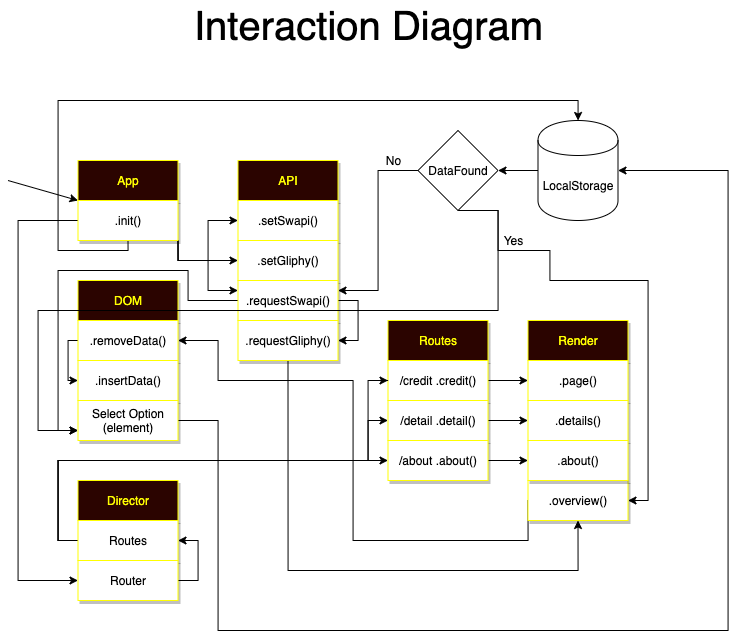 Interaction Diagram
No
DataFound
LocalStorage
Yes
App
.init()
API
.setSwapi()
.setGliphy()
.requestSwapi()
.requestGliphy()
DOM
.removeData()
.insertData()
Select Option
(element)
Routes
/credit .credit()
/detail .detail()
/about .about()
Render
.page()
.details()
.about()
.overview()
Director
Routes
Router